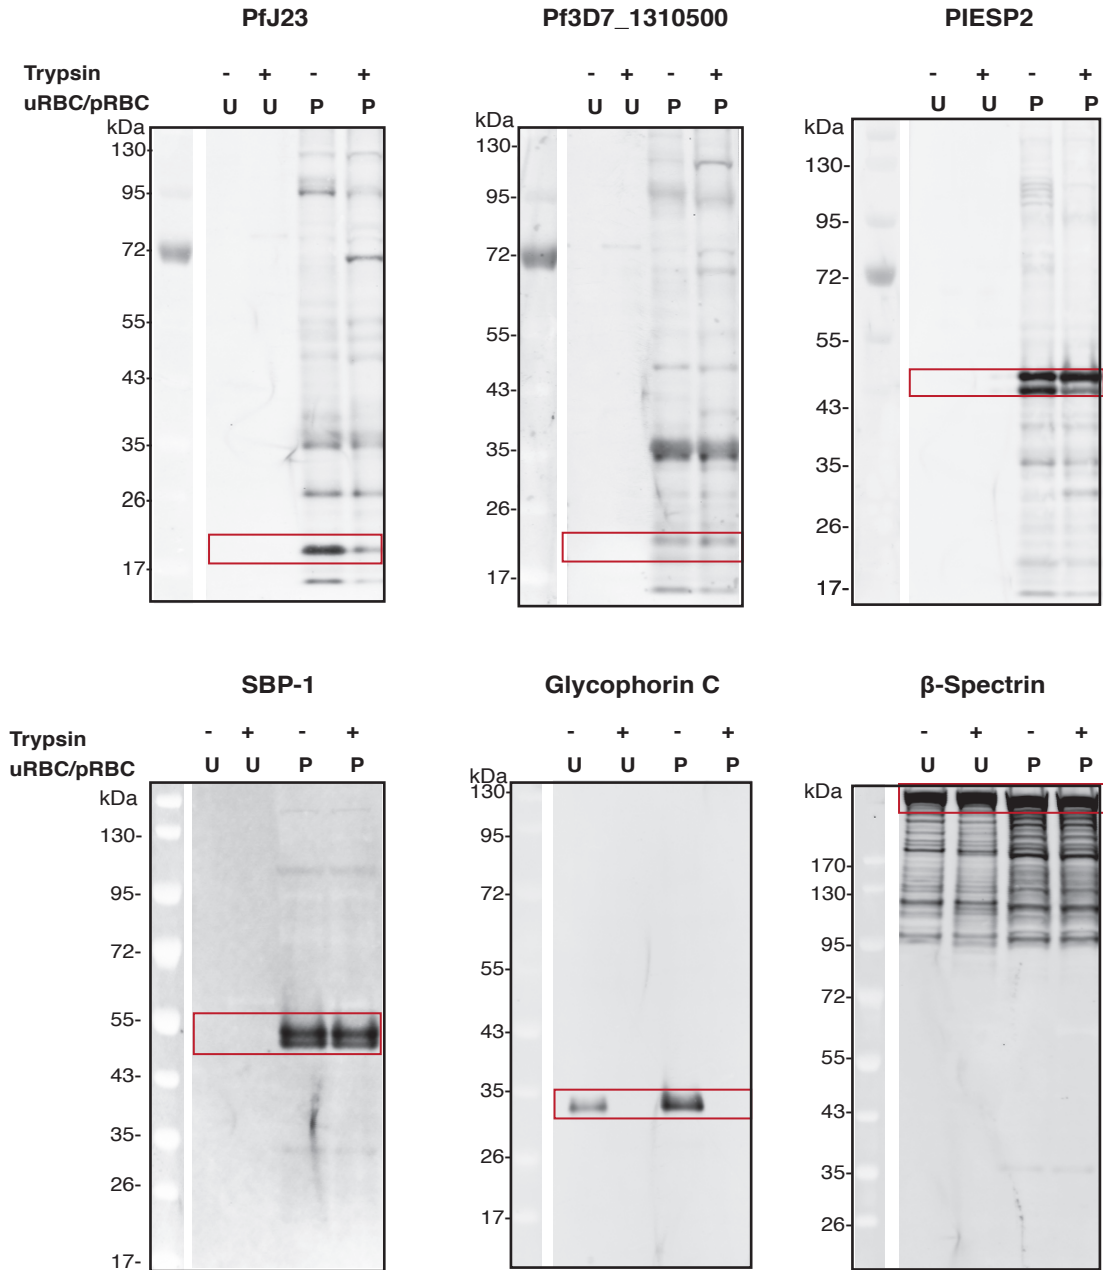 PfJ23
Trypsin - + - +
uRBC/pRBC U U P P
kDa
130-
95-
72-
55-
43-
35-
26-
17-
Pf3D7_1310500
- + - +
U U P P
kDa
130-
95-
72-
55-
43-
35-
26-
17-
PIESP2
- + - +
U U P P
kDa
130-
95-
72-
55-
43-
35-
26-
17-
SBP-1
Trypsin - + - +
uRBC/pRBC U U P P
kDa
130-
95-
72-
55-
43-
35-
26-
17-
Glycophorin C
- + - +
U U P P
kDa
130-
95-
72-
55-
43-
35-
26-
17-
β-Spectrin
- + - +
U U P P
kDa
170-
130-
95-
72-
55-
43-
35-
26-